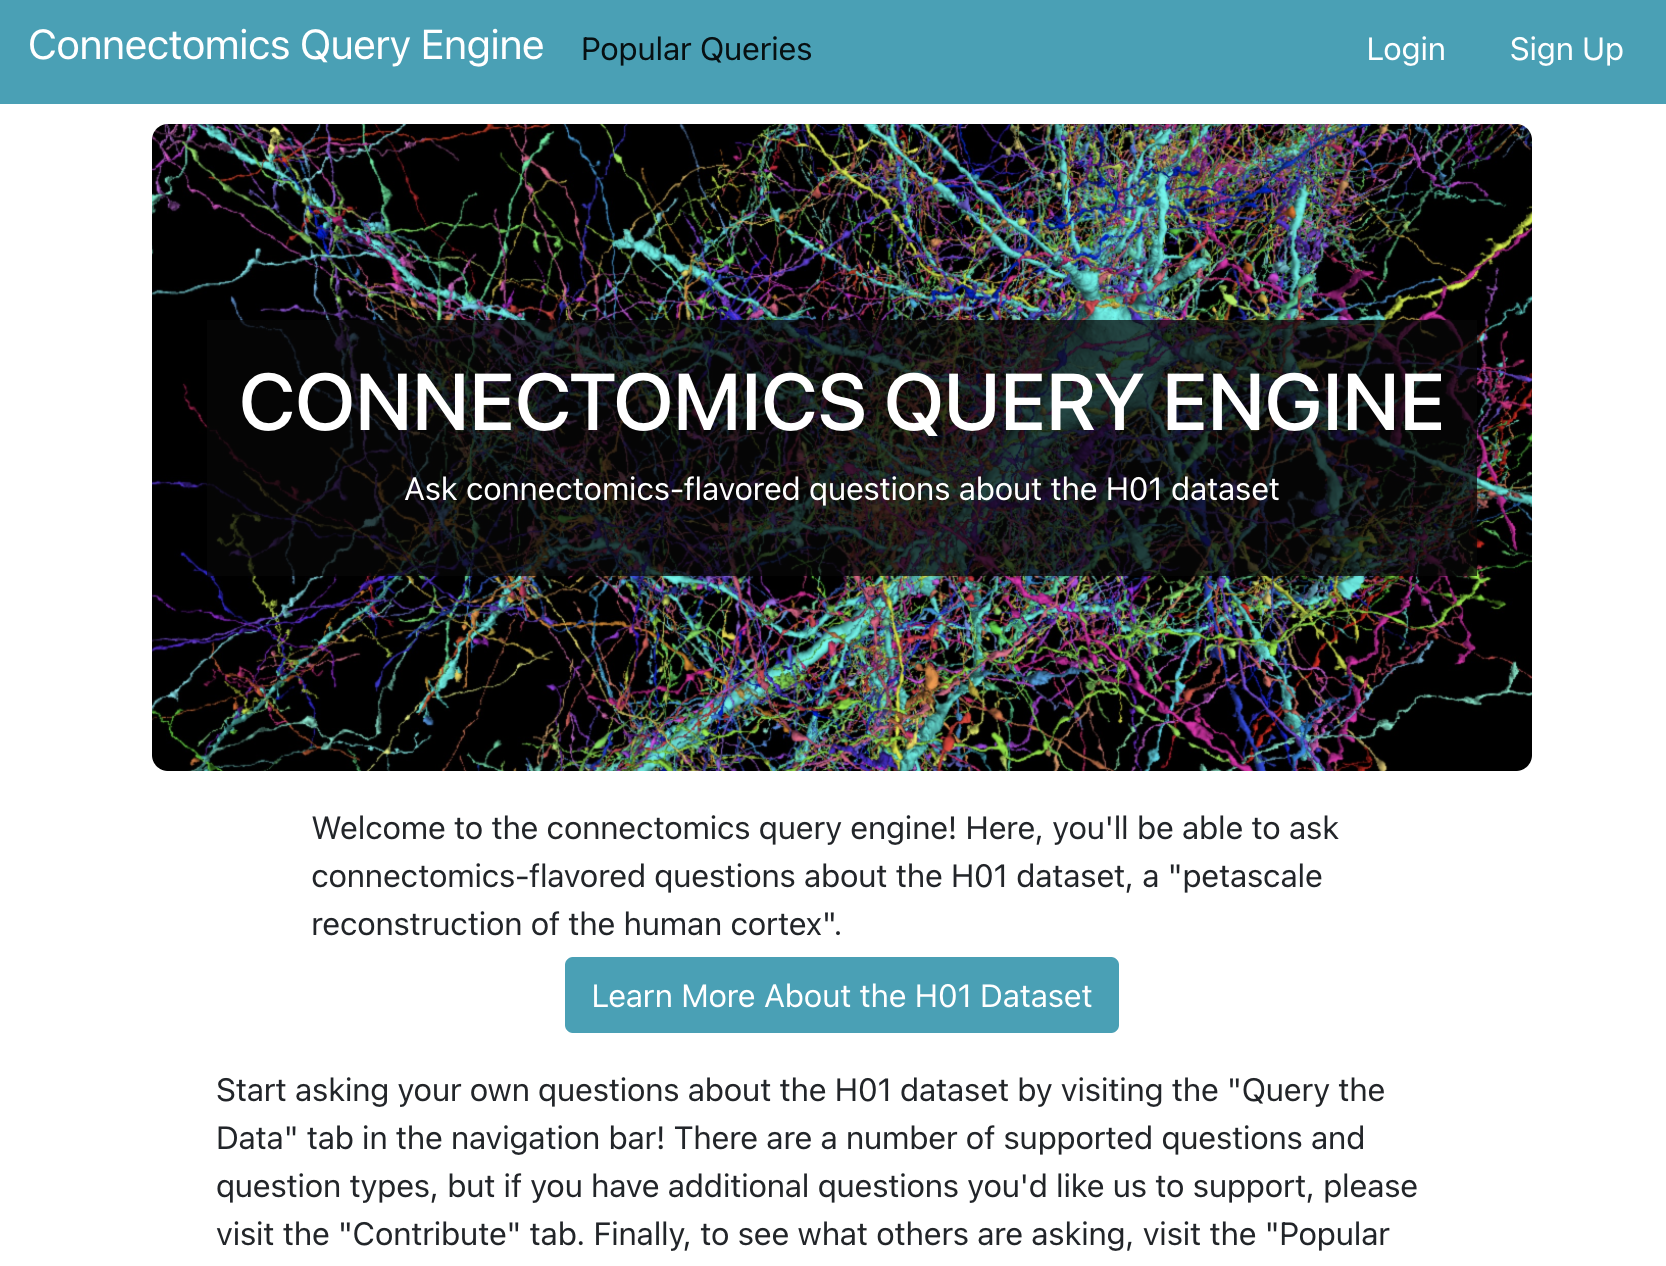 Connectomics Query Engine
Popular Queries
Login
Sign Up
CONNECTOMICS QUERY ENGINE
Ask connectomics-flavored questions about the H01 dataset
Welcome to the connectomics query engine! Here, you'll be able to ask
connectomics-flavored questions about the H01 dataset, a "petascale
reconstruction of the human cortex".
Learn More About the H01 Dataset
Start asking your own questions about the H01 dataset by visiting the "Query the
Data" tab in the navigation bar! There are a number of supported questions and
question types, but if you have additional questions you'd like us to support, please
visit the "Contribute" tab. Finally, to see what others are asking, visit the "Popular